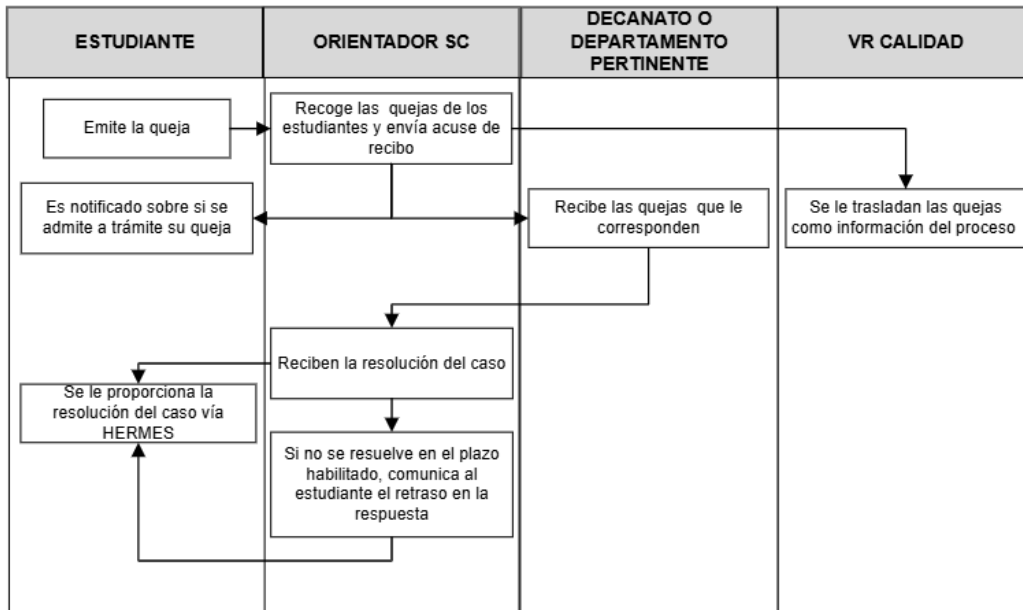 ESTUDIANTE
ORIENTADOR SC
DECANATO O
DEPARTAMENTO
PERTINENTE
VR CALIDAD
Emite la queja
Recoge las quejas de los
estudiantes y envía acuse de
recibo
Es notificado sobre si se
admite a trámite su queja
Recibe las quejas que le
corresponden
Se le trasladan las quejas
como información del proceso
Reciben la resolución del caso
Se le proporciona la
resolución del caso vía
HERMES
Si no se resuelve en el plazo
habilitado, comunica al
estudiante el retraso en la
respuesta